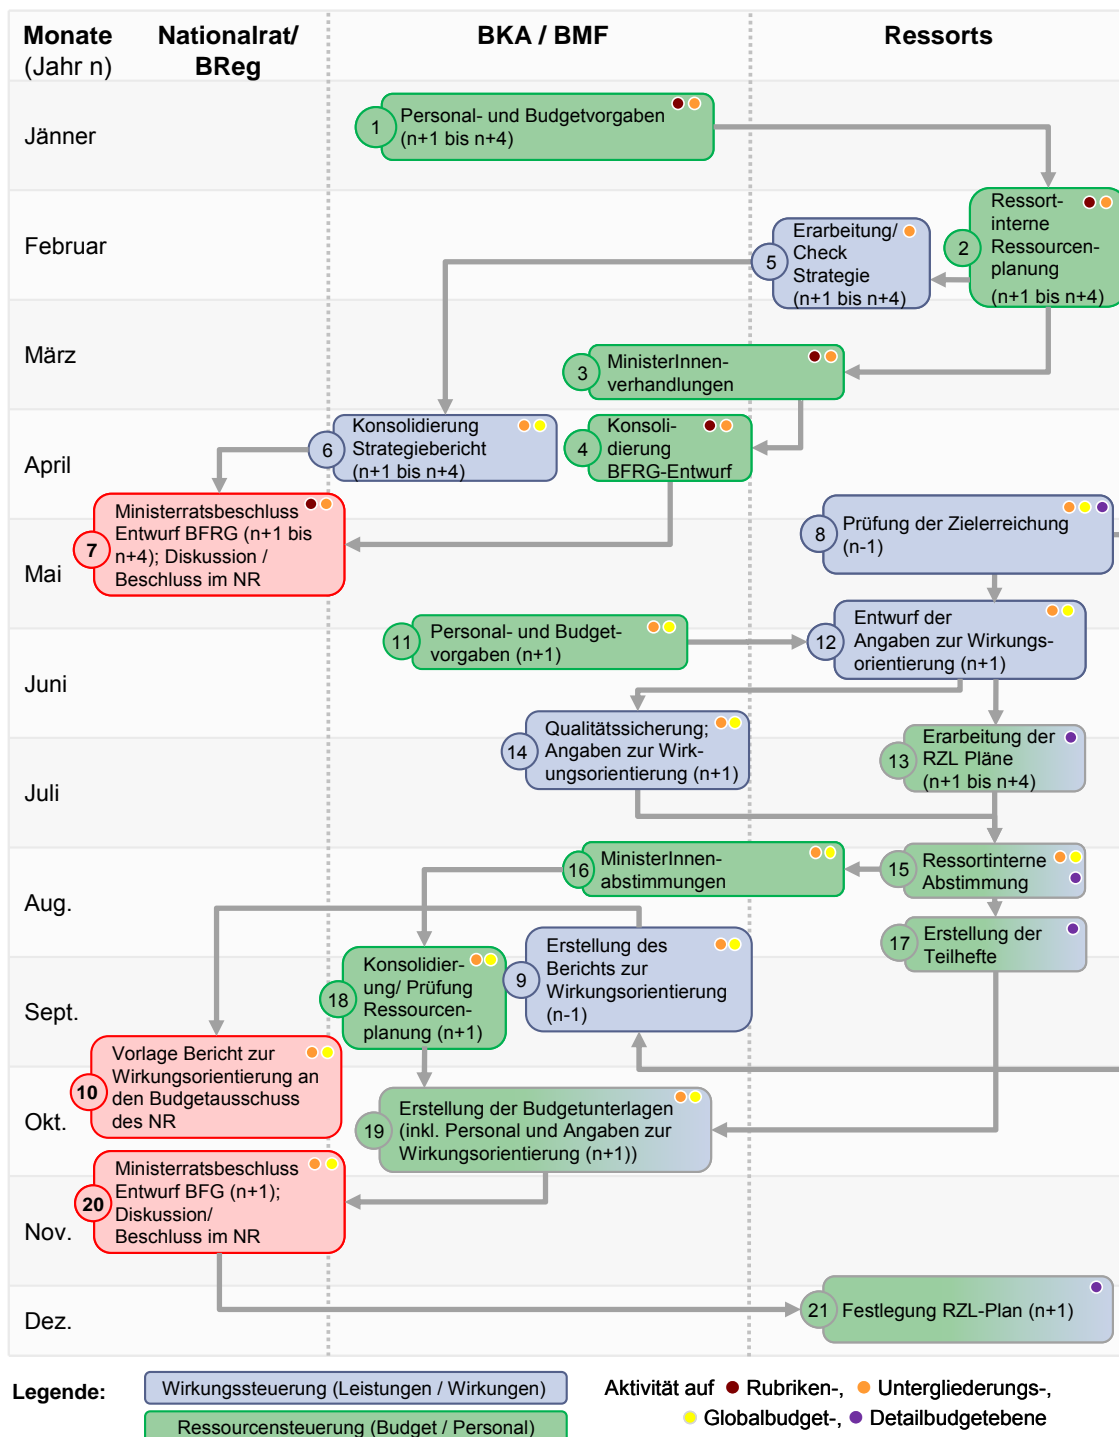 Monate
(Jahr n)
Nationalrat/
BReg
BKA / BMF
Ressorts
Jänner
1
Personal- und Budgetvorgaben
(n+1 bis n+4)
Februar
2
Ressort-
interne
Ressourcen-
planung
(n+1 bis n+4)
5
Erarbeitung/
Check
Strategie
(n+1 bis n+4)
März
3
MinisterInnen-
verhandlungen
April
6
Konsolidierung
Strategiebericht
(n+1 bis n+4)
4
Konsoli-
dierung
BFRG-Entwurf
7
Ministerratsbeschluss
Entwurf BFRG (n+1 bis
n+4); Diskussion /
Beschluss im NR
Mai
8
Prüfung der Zielerreichung
(n-1)
11
Personal- und Budget-
vorgaben (n+1)
12
Entwurf der
Angaben zur Wirkungs-
orientierung (n+1)
Juni
14
Qualitätssicherung;
Angaben zur Wirk-
ungsorientierung (n+1)
13
Erarbeitung der
RZL Pläne
(n+1 bis n+4)
Juli
16
MinisterInnen-
abstimmungen
15
Ressortinterne
Abstimmung
Aug.
17
Erstellung der
Teilhefte
18
Konsolidier-
ung/ Prüfung
Ressourcen-
planung (n+1)
9
Erstellung des
Berichts zur
Wirkungsorientierung
(n-1)
Sept.
10
Vorlage Bericht zur
Wirkungsorientierung an
den Budgetausschuss
des NR
Okt.
19
Erstellung der Budgetunterlagen
(inkl. Personal und Angaben zur
Wirkungsorientierung (n+1))
20
Ministerratsbeschluss
Entwurf BFG (n+1);
Diskussion/
Beschluss im NR
Nov.
Dez.
21
Festlegung RZL-Plan (n+1)
Legende:
Wirkungssteuerung (Leistungen / Wirkungen)
Ressourcensteuerung (Budget / Personal)
Aktivität auf Rubriken-, Untergliederungs-,
Globalbudget-, Detailbudgetebene